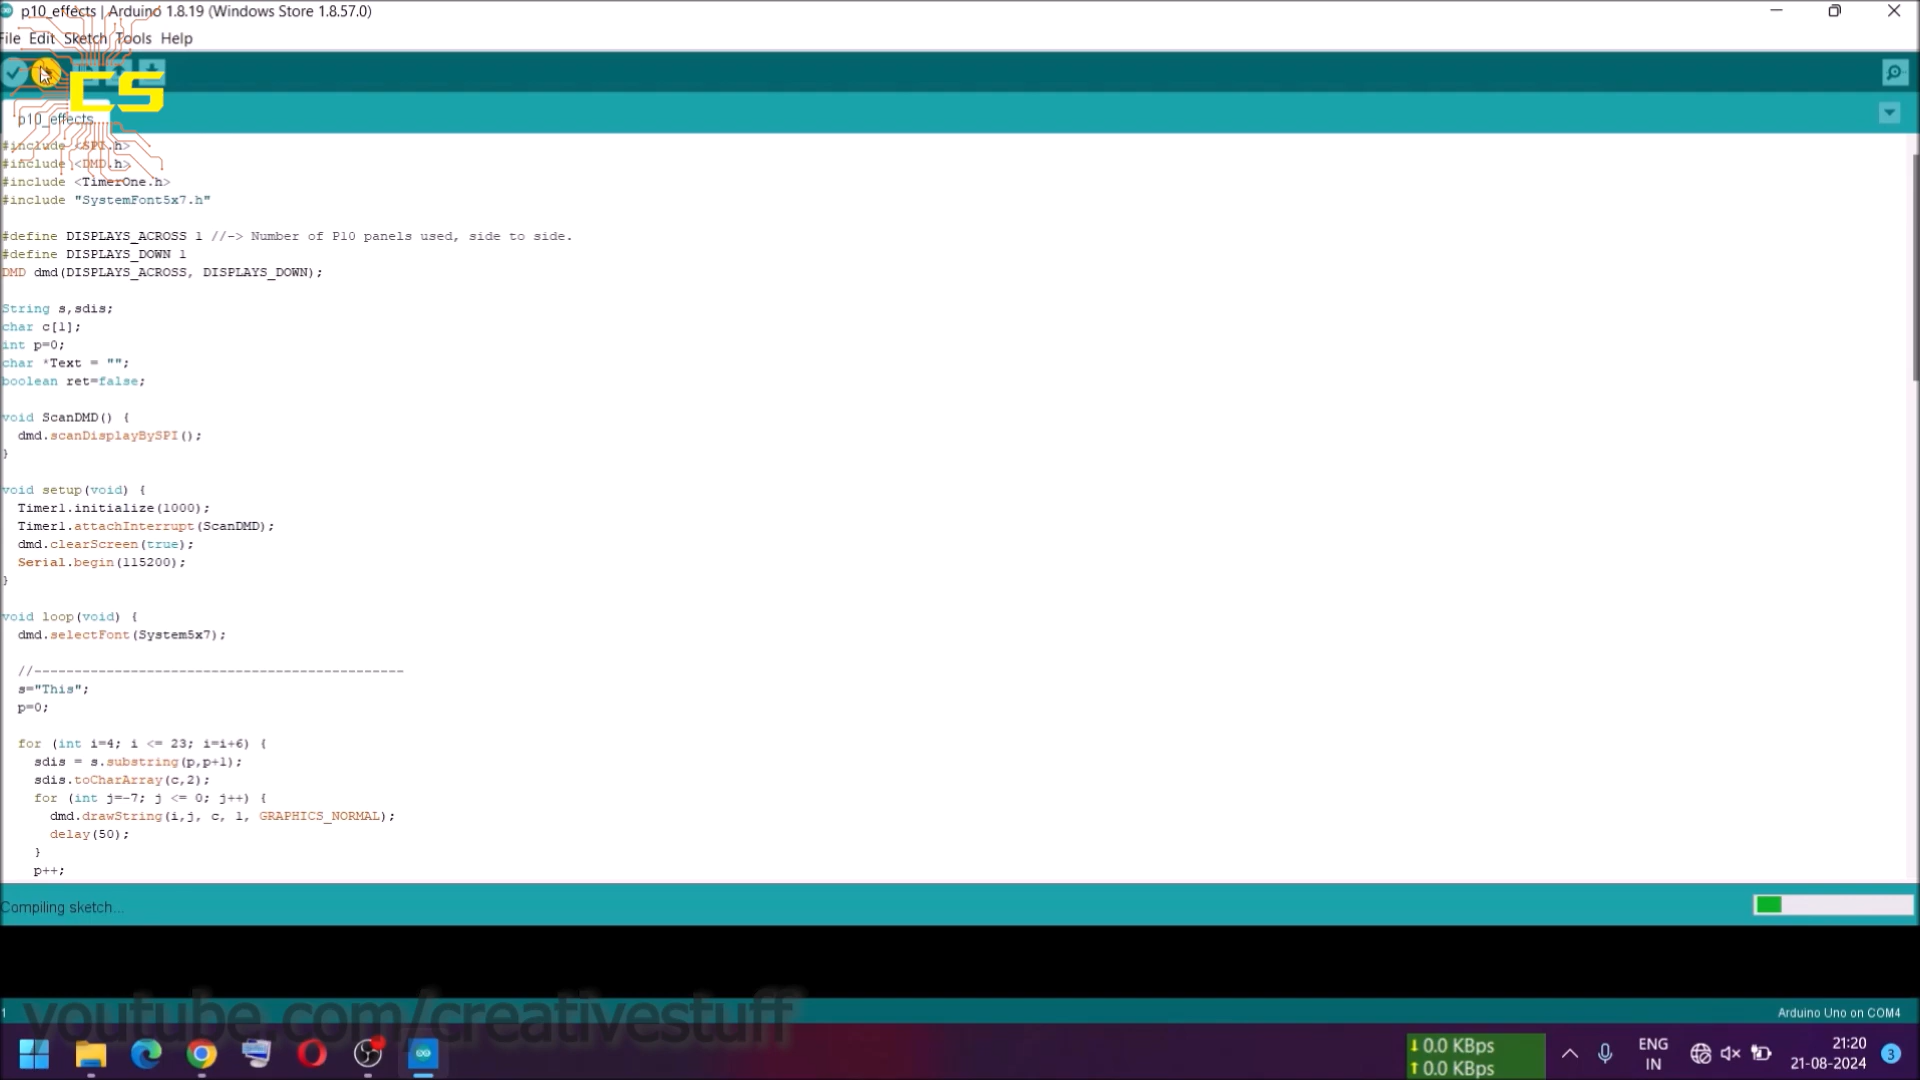 p10_effects | Arduino 1.8.19 (Windows Store 1.8.57.0)
File Edit Sketch Tools Help
CS
p10_effects
#include <SPI.h>
#include <DMD.h>
#include <TimerOne.h>
#include "SystemFont5x7.h"
#define DISPLAYS_ACROSS 1 //-> Number of P10 panels used, side to side.
#define DISPLAYS_DOWN 1
DMD dmd(DISPLAYS_ACROSS, DISPLAYS_DOWN);
String s,sdis;
char c[1];
int p=0;
char *Text = "";
boolean ret=false;
void ScanDMD() {
dmd.scanDisplayBySPI();
}
void setup(void) {
Timer1.initialize(1000);
Timer1.attachInterrupt(ScanDMD);
dmd.clearScreen(true);
Serial.begin(115200);
}
void loop(void) {
dmd.selectFont(System5x7);
//----------------------------------------------
s="This";
p=0;
for (int i=4; i <= 23; i=i+6) {
sdis = s.substring(p,p+1);
sdis.toCharArray(c,2);
for (int j=-7; j <= 0; j++) {
dmd.drawString(i,j, c, 1, GRAPHICS_NORMAL);
delay(50);
}
p++;
Compiling sketch...
1
youtube.com/creativestuff
Arduino Uno on COM4
↓ 0.0 KBps
↑ 0.0 KBps
ENG
IN
21:20
21-08-2024
3